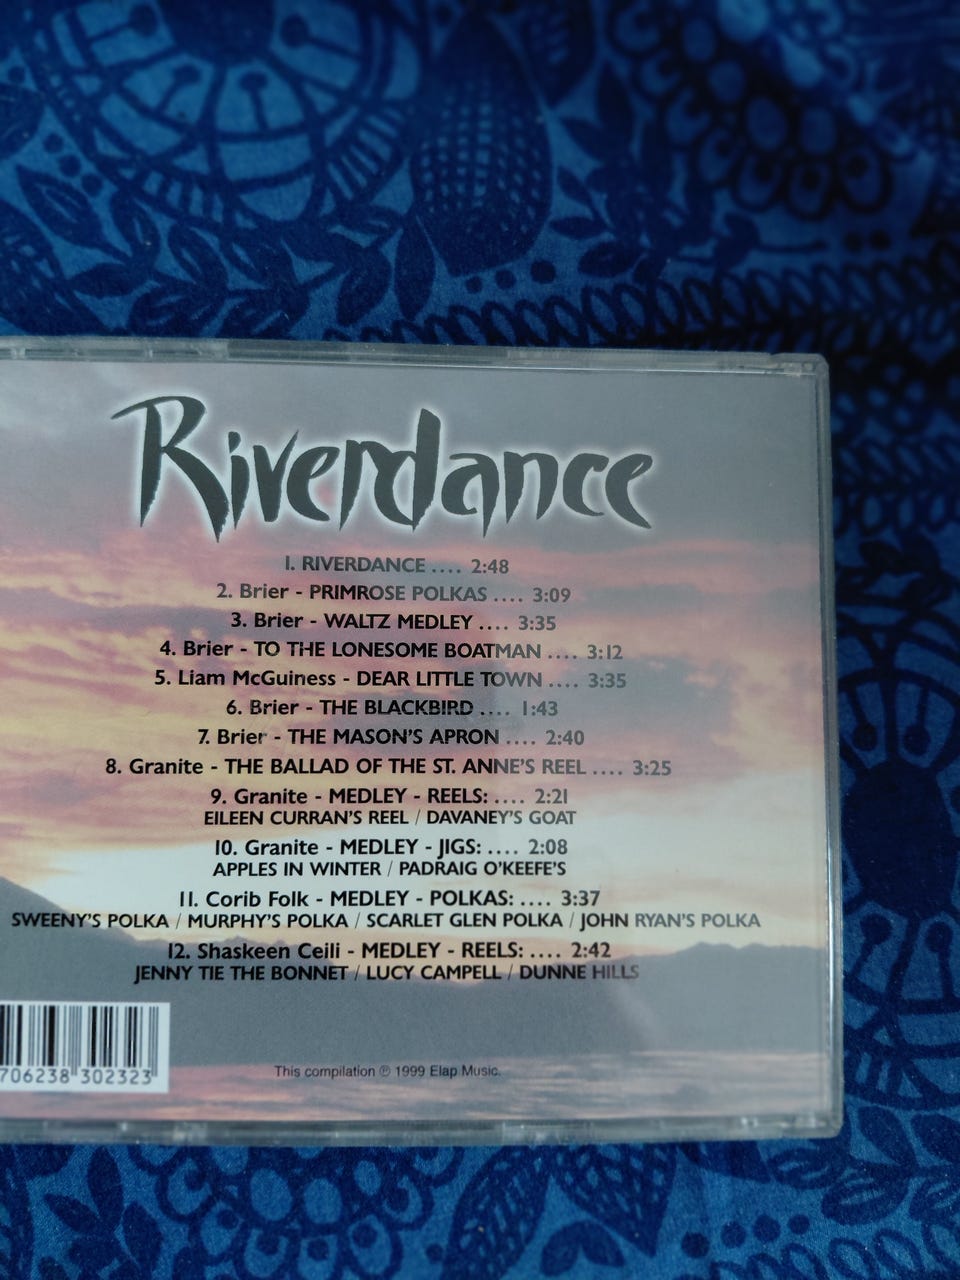 Riverdance
1. RIVERDANCE .... 2:48
2. Brier - PRIMROSE POLKAS .... 3:09
3. Brier - WALTZ MEDLEY .... 3:35
4. Brier - TO THE LONESOME BOATMAN .... 3:12
5. Liam McGuiness - DEAR LITTLE TOWN .... 3:35
6. Brier - THE BLACKBIRD .... 1:43
7. Brier - THE MASON'S APRON .... 2:40
8. Granite - THE BALLAD OF THE ST. ANNE'S REEL .... 3:25
9. Granite - MEDLEY - REELS: .... 2:21
EILEEN CURRAN'S REEL / DAVANEY'S GOAT
10. Granite - MEDLEY - JIGS: .... 2:08
APPLES IN WINTER / PADRAIG O'KEEFE'S
11. Corib Folk - MEDLEY - POLKAS: .... 3:37
SWEENY'S POLKA / MURPHY'S POLKA / SCARLET GLEN POLKA / JOHN RYAN'S POLKA
12. Shaskeen Ceili - MEDLEY - REELS: .... 2:42
JENNY TIE THE BONNET / LUCY CAMPELL / DUNNE HILLS
706238 302323
This compilation ℗ 1999 Elap Music.